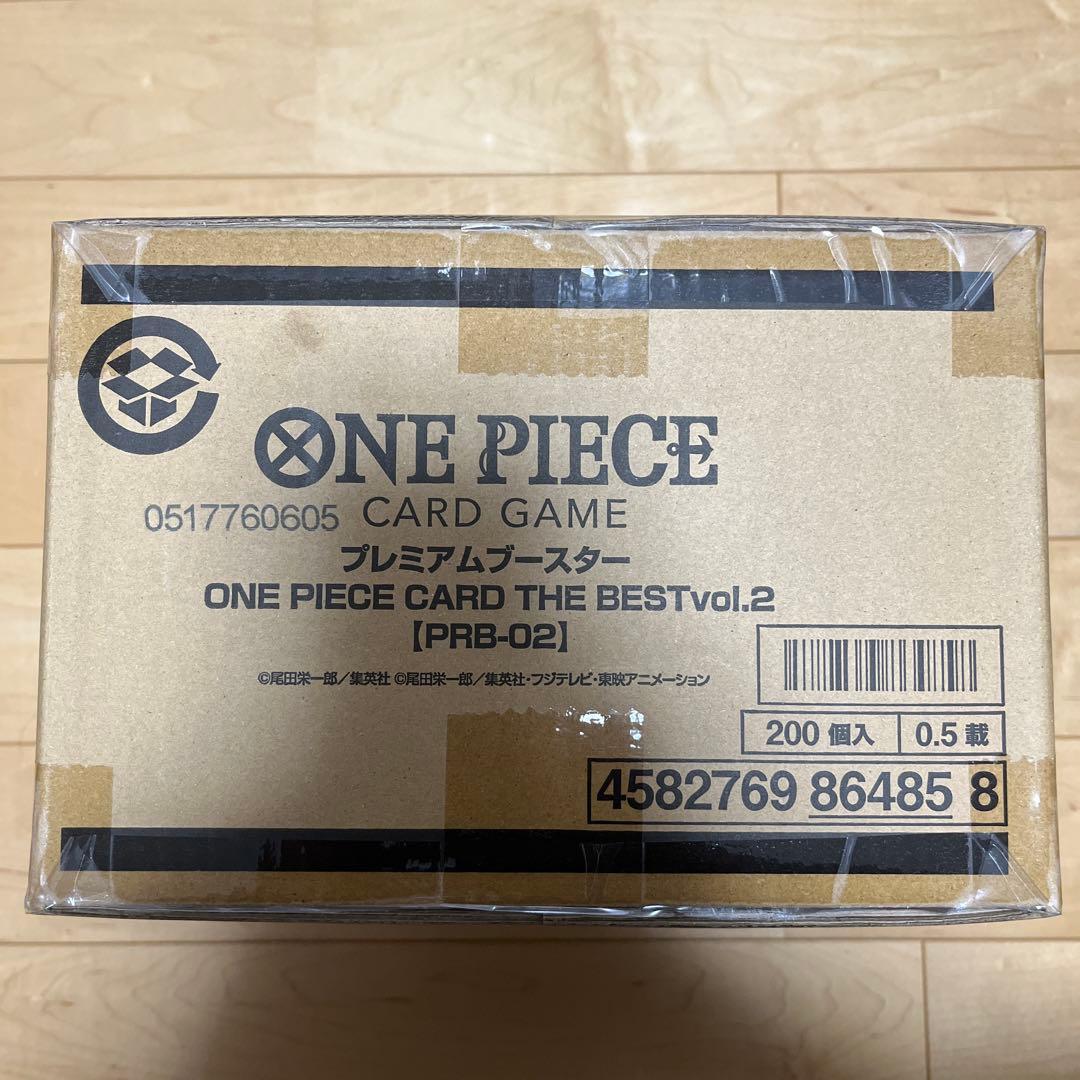 ONE PIECE
0517760605 CARD GAME
プレミアムブースター
ONE PIECE CARD THE BESTvol.2
【PRB-02】
©尾田栄一郎／集英社 ©尾田栄一郎／集英社・フジテレビ・東映アニメーション
200 個入 0.5 載
4582769 86485 8